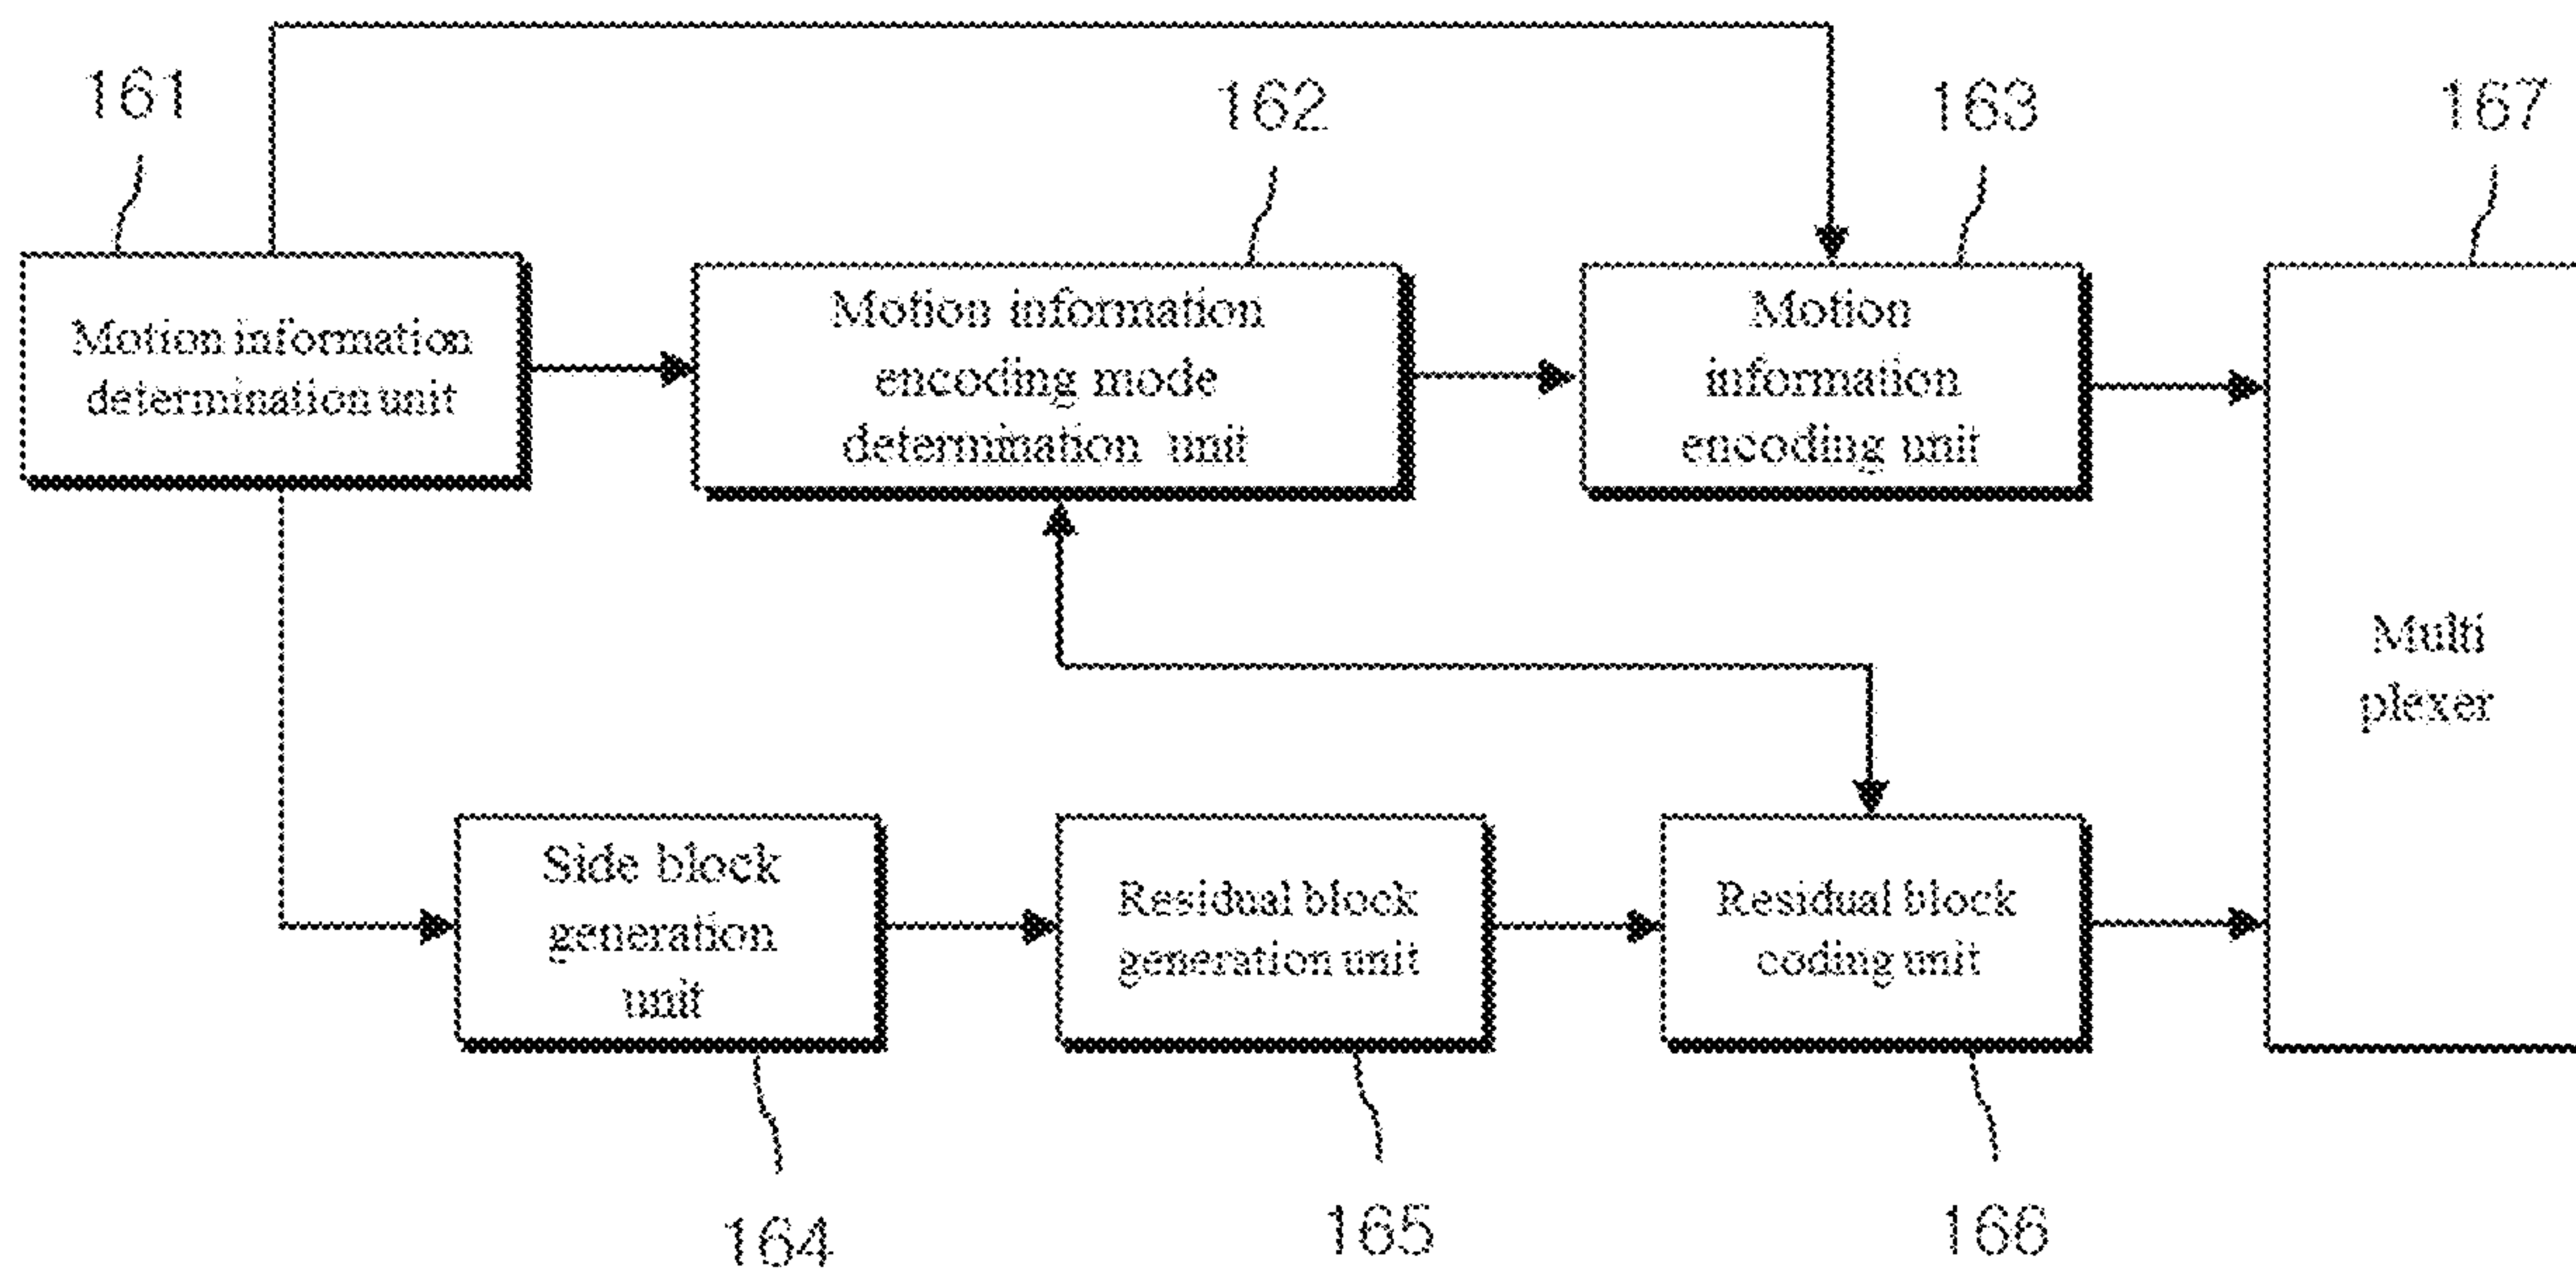 161
162
163
167
Motion information
determination unit
Motion information
encoding mode
determination unit
Motion
information
encoding unit
Multi
plexer
Side block
generation
unit
Residual block
generation unit
Residual block
coding unit
164
165
166